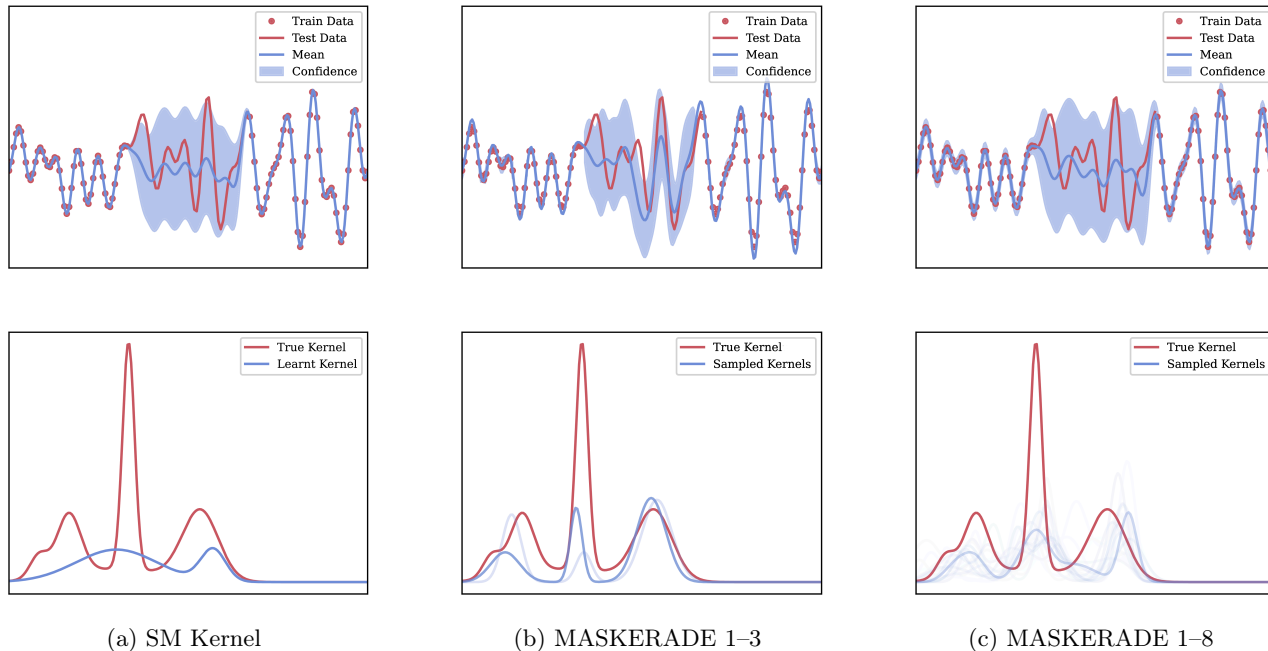 Train Data
Test Data
Mean
Confidence
Train Data
Test Data
Mean
Confidence
Train Data
Test Data
Mean
Confidence
True Kernel
Learnt Kernel
True Kernel
Sampled Kernels
True Kernel
Sampled Kernels
(a) SM Kernel
(b) MASKERADE 1–3
(c) MASKERADE 1–8